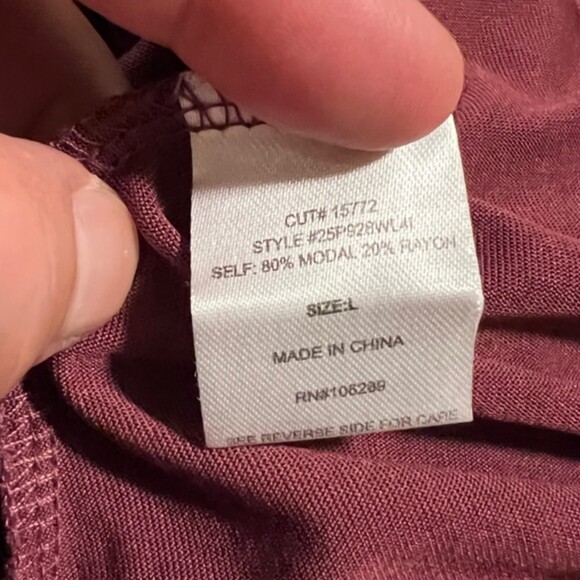 CUT# 15772
STYLE #25P928WL4I
SELF: 80% MODAL 20% RAYON
SIZE:L
MADE IN CHINA
RN#106289
SEE REVERSE SIDE FOR CARE